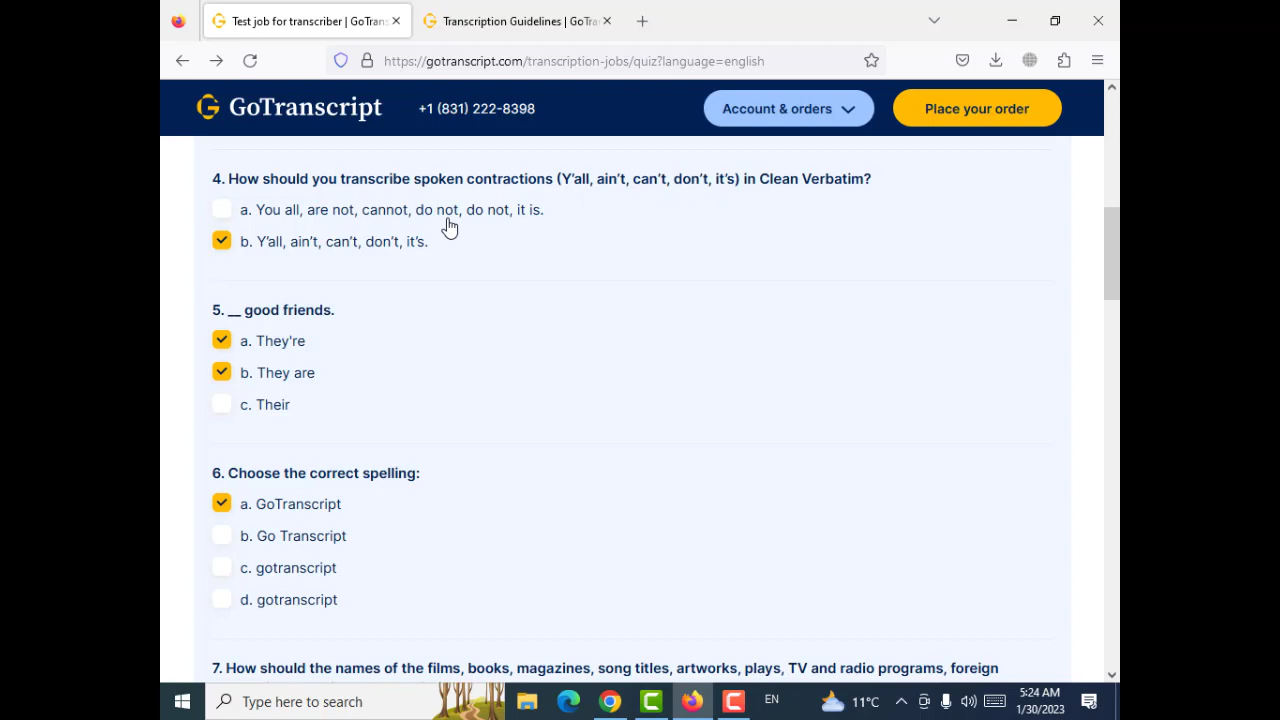 Test job for transcriber | GoTrans
Transcription Guidelines | GoTra
https://gotranscript.com/transcription-jobs/quiz?language=english
GoTranscript
+1 (831) 222-8398
Account & orders
Place your order
4. How should you transcribe spoken contractions (Y’all, ain’t, can’t, don’t, it’s) in Clean Verbatim?
a. You all, are not, cannot, do not, do not, it is.
b. Y’all, ain’t, can’t, don’t, it’s.
5. __ good friends.
a. They're
b. They are
c. Their
6. Choose the correct spelling:
a. GoTranscript
b. Go Transcript
c. gotranscript
d. gotranscript
7. How should the names of the films, books, magazines, song titles, artworks, plays, TV and radio programs, foreign
Type here to search
EN
11°C
5:24 AM
1/30/2023